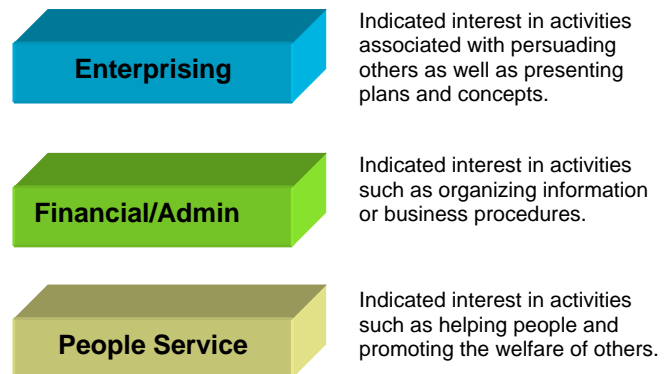 Enterprising
Indicated interest in activities
associated with persuading
others as well as presenting
plans and concepts.
Financial/Admin
Indicated interest in activities
such as organizing information
or business procedures.
People Service
Indicated interest in activities
such as helping people and
promoting the welfare of others.